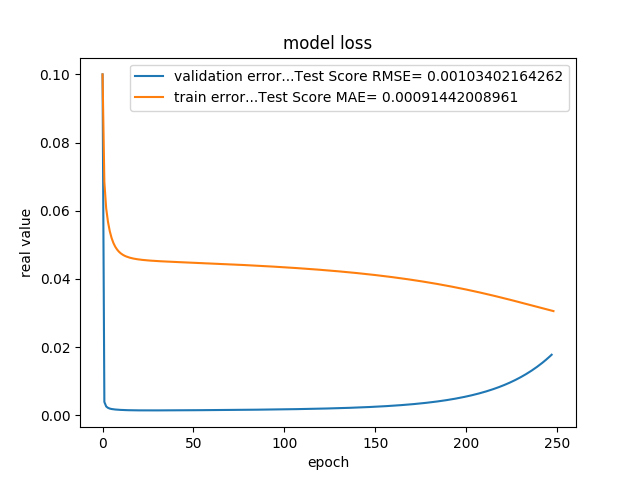 model loss
validation error...Test Score RMSE= 0.00103402164262
train error...Test Score MAE= 0.00091442008961
real value
0.10
0.08
0.06
0.04
0.02
0.00
0 50 100 150 200 250
epoch